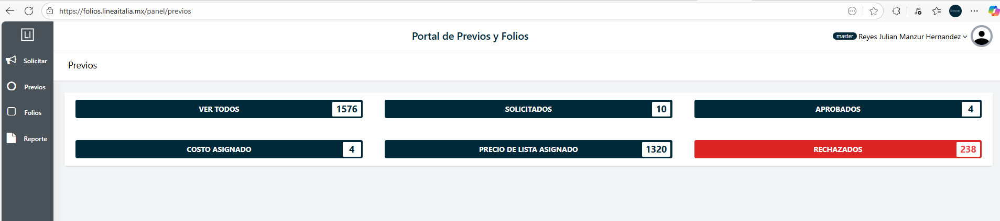 https://folios.lineaitalia.mx/panel/previos
LI
Portal de Previos y Folios
master Reyes Julian Manzur Hernandez
Solicitar
Previos
Folios
Reporte
Previos
VER TODOS 1576
SOLICITADOS 10
APROBADOS 4
COSTO ASIGNADO 4
PRECIO DE LISTA ASIGNADO 1320
RECHAZADOS 238